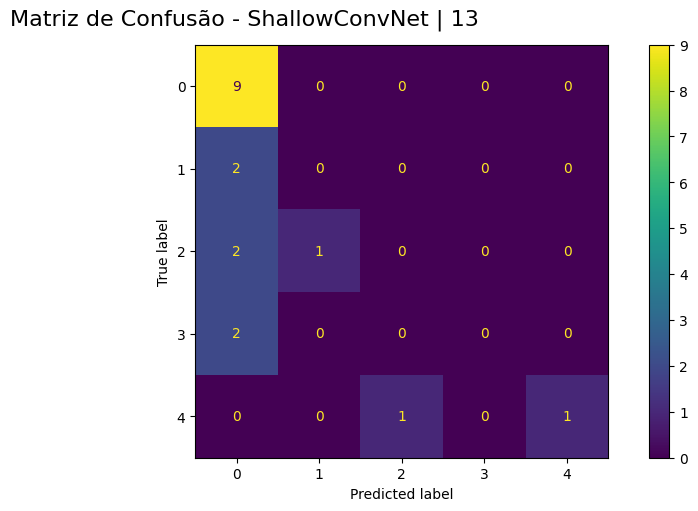 Matriz de Confusão - ShallowConvNet | 13
0 9 0 0 0 0
1 2 0 0 0 0
2 2 1 0 0 0
3 2 0 0 0 0
4 0 0 1 0 1
0 1 2 3 4
Predicted label
True label
9
8
7
6
5
4
3
2
1
0